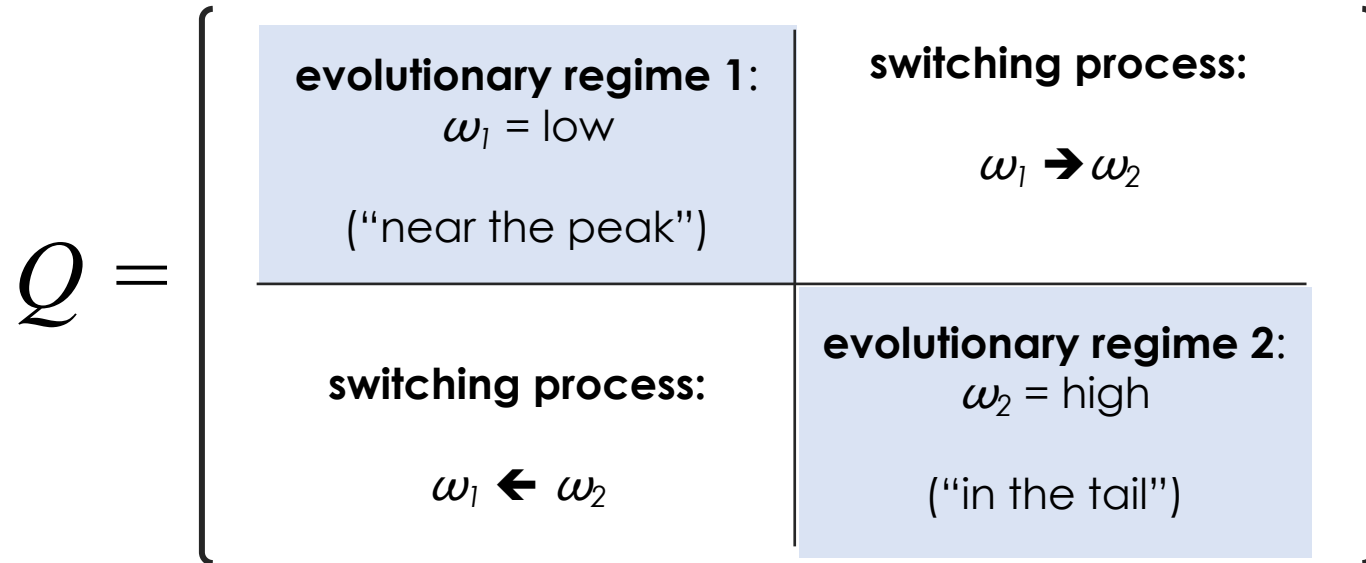 Q =
evolutionary regime 1:
ω₁ = low
(“near the peak”)
switching process:
ω₁ 🡺 ω₂
switching process:
ω₁ 🡸 ω₂
evolutionary regime 2:
ω₂ = high
(“in the tail”)